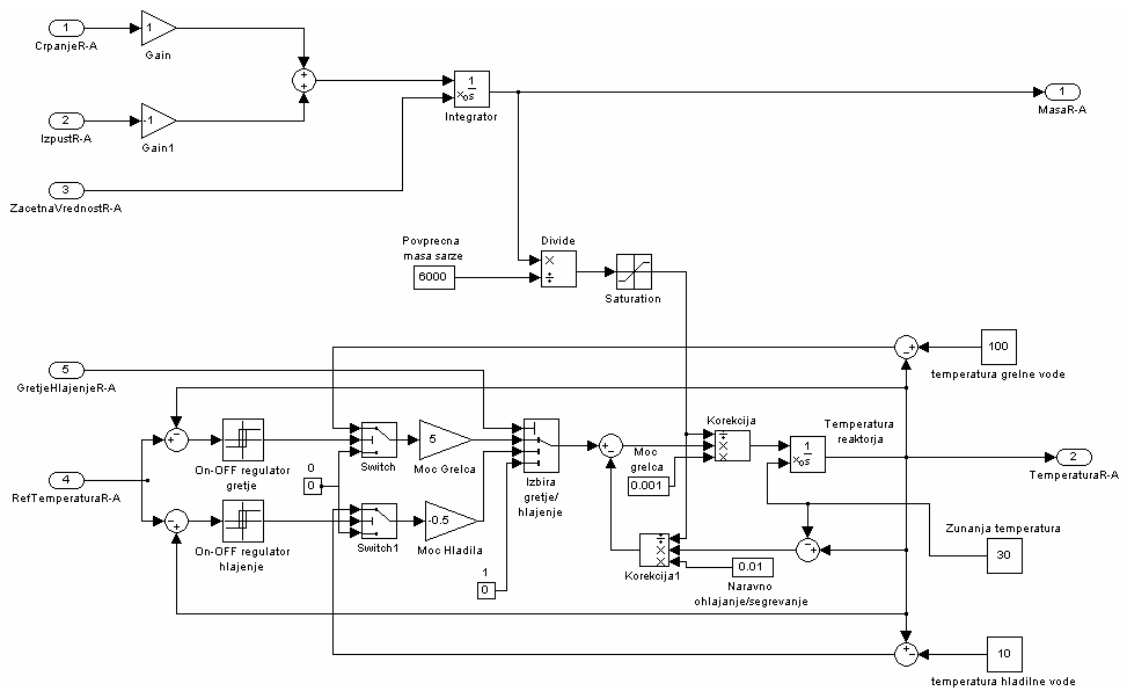 1
CrpanjeR-A
1
Gain
+
+
2
IzpustR-A
-1
Gain1
3
ZacetnaVrednostR-A
1
s
xo
Integrator
1
MasaR-A
Povprecna
masa sarze
6000
Divide
×
÷
Saturation
5
GretjeHlajenjeR-A
100
temperatura grelne vode
- +
+ -
On-OFF regulator
gretje
0
0
Switch
5
Moc Grelca
Izbira
gretje/
hlajenje
+ -
Moc
grelca
0.001
Korekcija
÷
×
×
1
s
xo
Temperatura
reaktorja
2
TemperaturaR-A
4
RefTemperaturaR-A
- +
On-OFF regulator
hlajenje
Switch1
-0.5
Moc Hladila
1
0
÷
×
×
Korekcija1
0.01
Naravno
ohlajanje/segrevanje
- +
Zunanja temperatura
30
+ -
10
temperatura hladilne vode